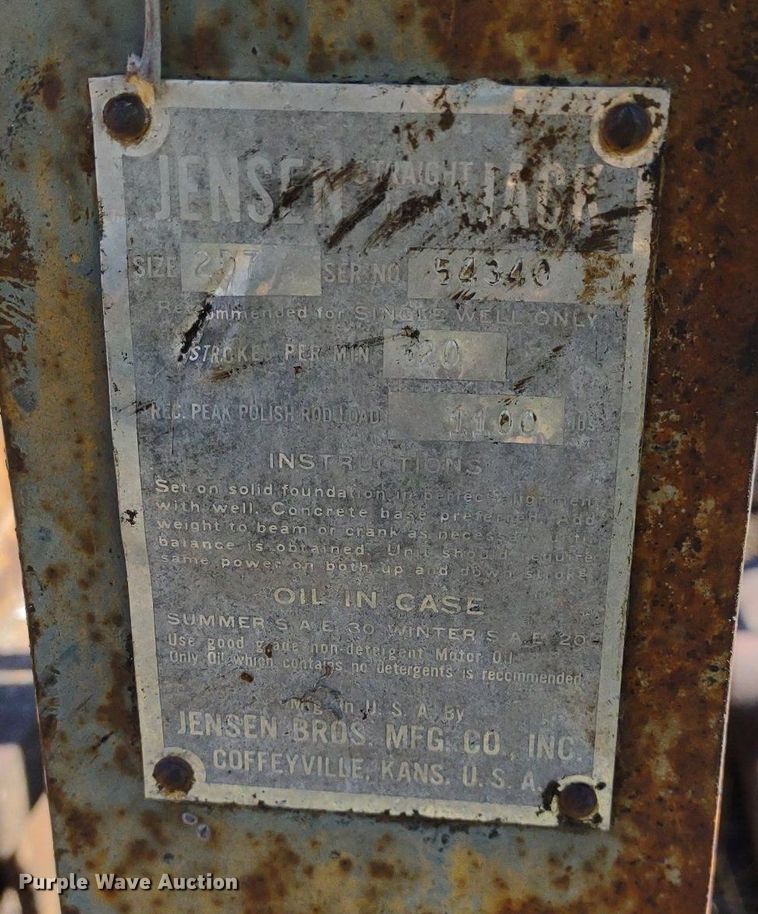 JENSEN STRAIGHT JACK
SIZE SER. NO. 54340
Recommended for SINGLE WELL ONLY
STROKES PER MIN. 20
REC. PEAK POLISH ROD LOAD 1100 lbs
INSTRUCTIONS
Set on solid foundation in perfect alignment
with well. Concrete base preferred. Add
weight to beam or crank as necessary
balance is obtained. Unit should require
same power on both up and down stroke
OIL IN CASE
SUMMER S.A.E. 30 WINTER S.A.E. 20
Use good grade non-detergent Motor Oil
Only Oil which contains no detergents is recommended
Mfg. in U.S.A. By
JENSEN BROS. MFG. CO., INC.
COFFEYVILLE, KANS. U.S.A.
Purple Wave Auction